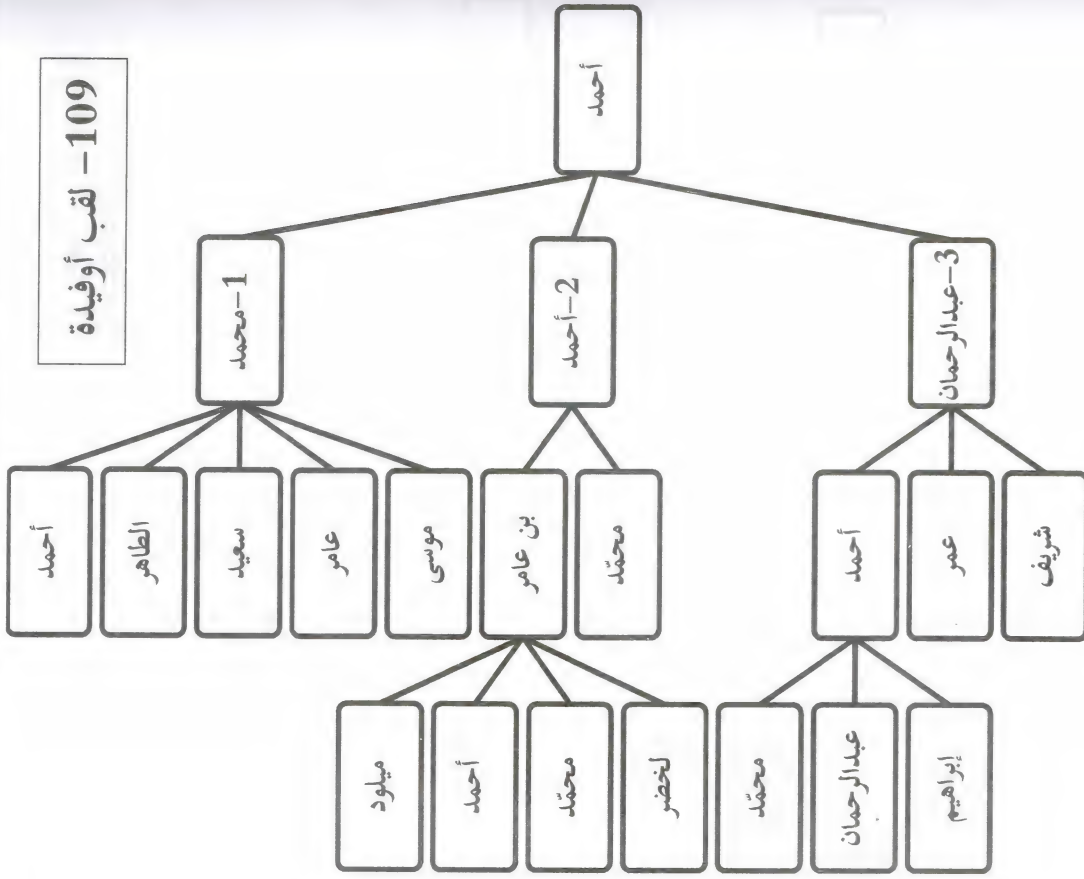 109- لقب أوفيدة
أحمد
1-محمد
2-أحمد
3-عبدالرحمان
أحمد
الطاهر
سعيد
عامر
موسى
بن عامر
محمّد
أحمد
عمر
شريف
ميلود
أحمد
محمّد
لخضر
محمّد
عبدالرحمان
إبراهيم